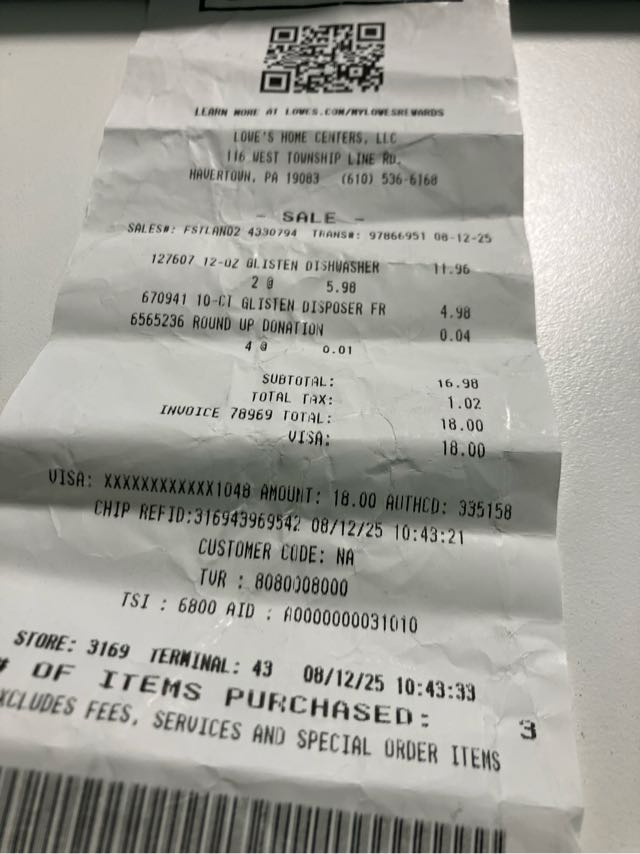 LEARN MORE AT LOWES.COM/MYLOWESREWARDS
LOWE'S HOME CENTERS, LLC
116 WEST TOWNSHIP LINE RD.
HAVERTOWN, PA 19083 (610) 536-6168
- SALE -
SALES#: FSTLAN02 4330794 TRANS#: 97866951 08-12-25
127607 12-OZ GLISTEN DISHWASHER 11.96
2 @ 5.98
670941 10-CT GLISTEN DISPOSER FR 4.98
6565236 ROUND UP DONATION 0.04
4 @ 0.01
SUBTOTAL: 16.98
TOTAL TAX: 1.02
INVOICE 78969 TOTAL: 18.00
VISA: 18.00
VISA: XXXXXXXXXXXX1048 AMOUNT: 18.00 AUTHCD: 335158
CHIP REFID:316943969542 08/12/25 10:43:21
CUSTOMER CODE: NA
TVR : 8080008000
TSI : 6800 AID : A0000000031010
STORE: 3169 TERMINAL: 43 08/12/25 10:43:33
# OF ITEMS PURCHASED: 3
EXCLUDES FEES, SERVICES AND SPECIAL ORDER ITEMS